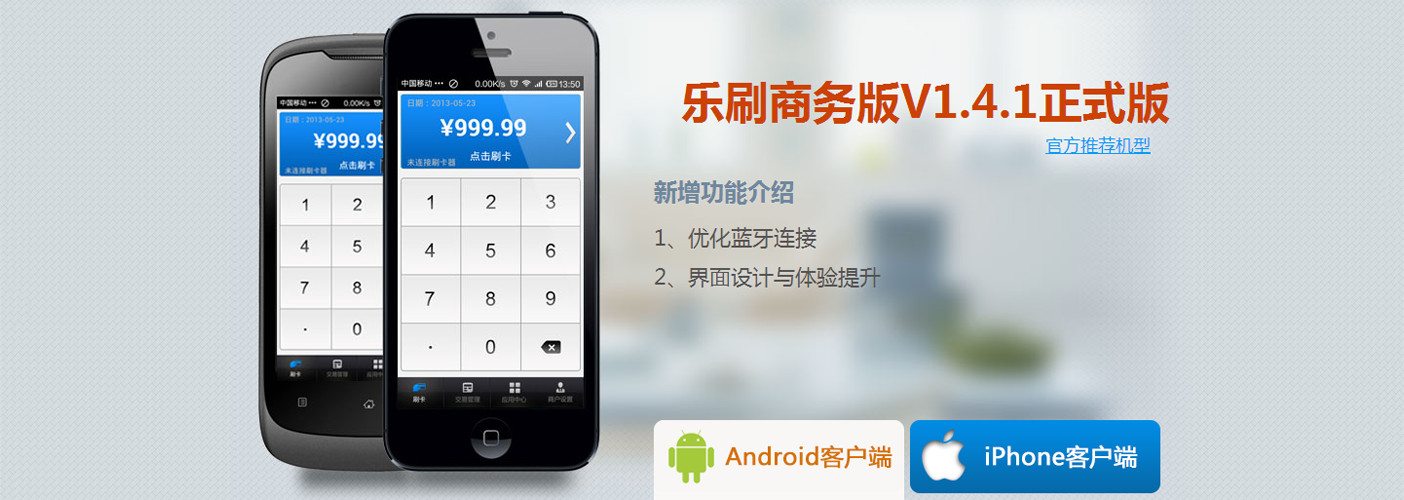 乐刷商务版V1.4.1正式版
官方推荐机型
新增功能介绍
1、优化蓝牙连接
2、界面设计与体验提升
Android客户端
iPhone客户端
中国移动 ••• 0.00K/s
日期：2013-05-23
¥999.99
点击刷卡
未连接刷卡器
1 2
4 5
7 8
. 0
刷卡 交易管理 应用中
中国移动 ••• 0.00K/s 13:50
日期：2013-05-23
¥999.99
点击刷卡
未连接刷卡器
1 2 3
4 5 6
7 8 9
. 0
刷卡 交易管理 应用中心 商户设置